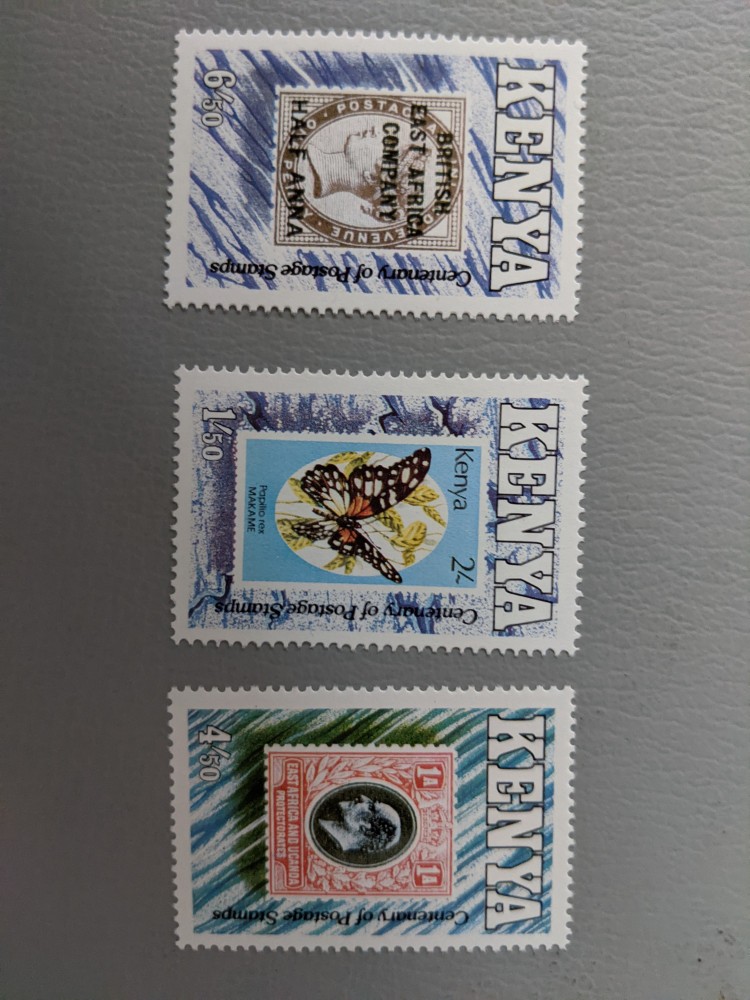 KENYA
BRITISH
EAST AFRICA
COMPANY
POSTAGE
REVENUE
HALF ANNA
6/50
Centenary of Postage Stamps
KENYA
Kenya 2/-
Papilio rex
MAKAME
1/50
Centenary of Postage Stamps
KENYA
1A 1A
EAST AFRICA AND UGANDA
PROTECTORATES
4/50
Centenary of Postage Stamps